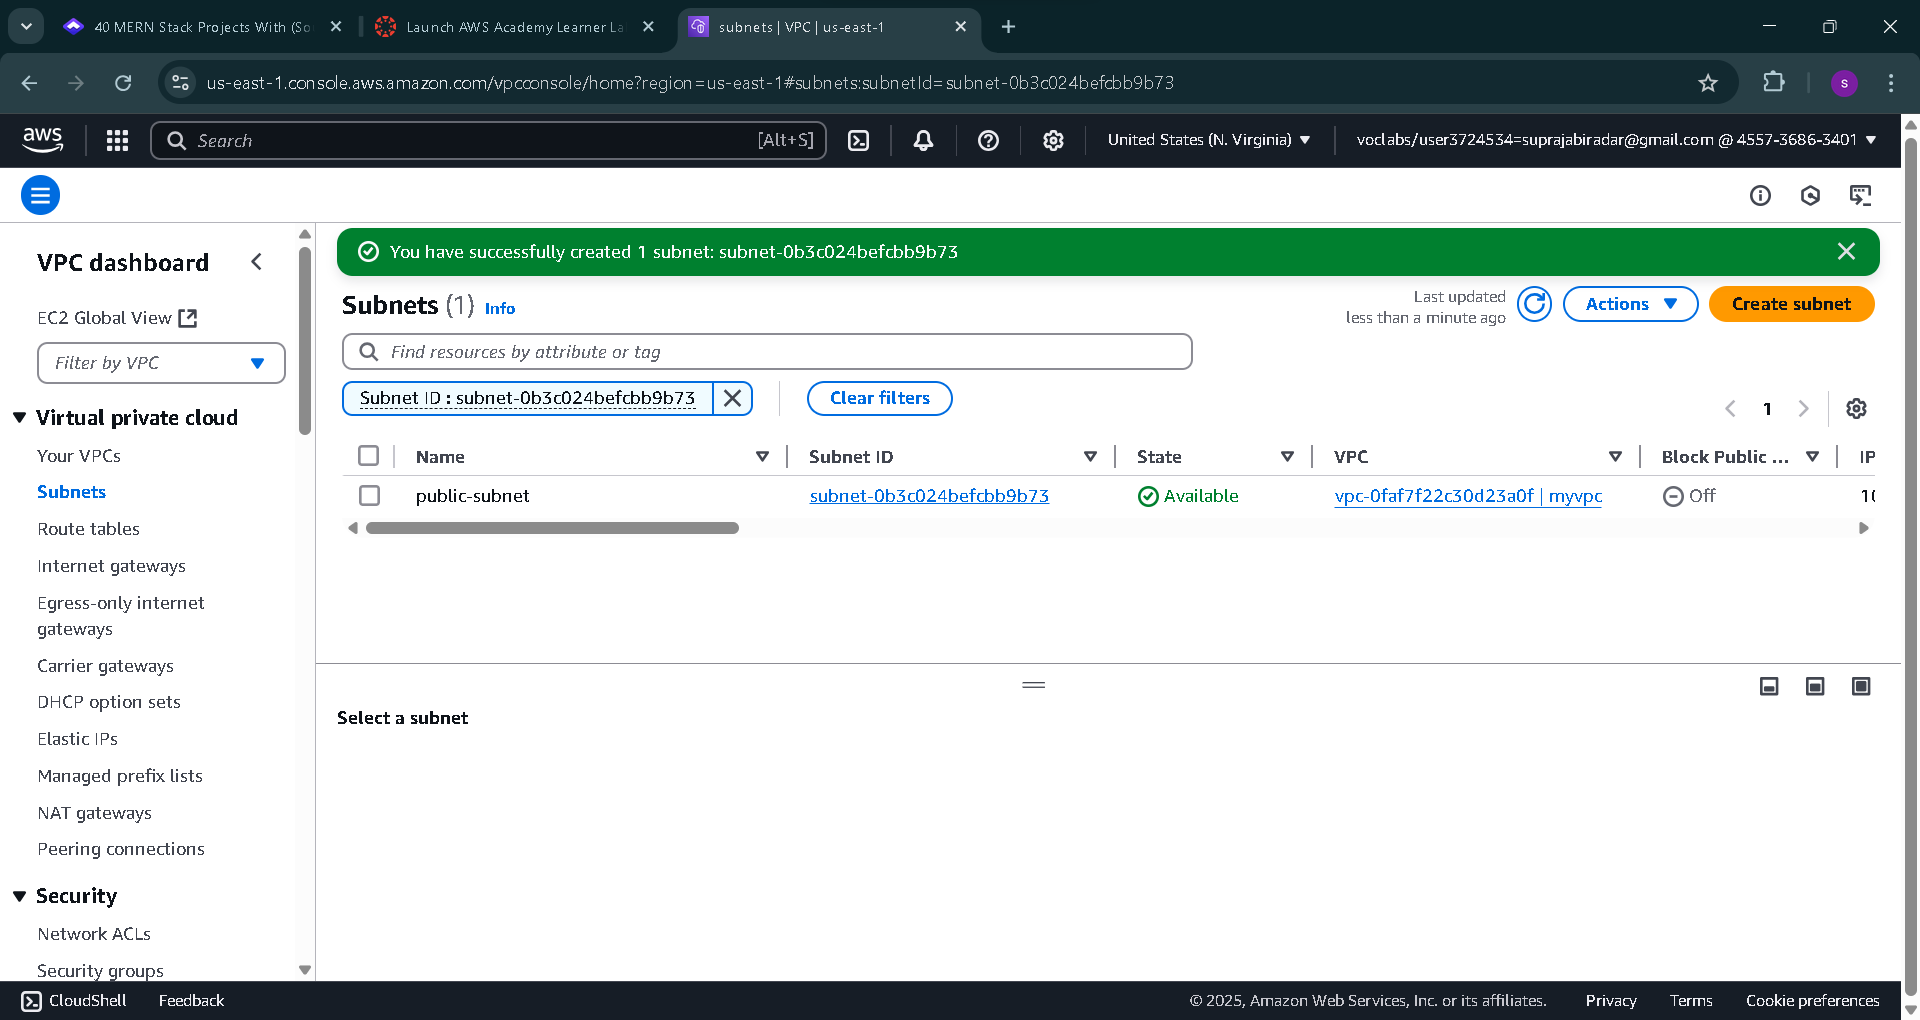 40 MERN Stack Projects With (So
Launch AWS Academy Learner La
subnets | VPC | us-east-1
us-east-1.console.aws.amazon.com/vpcconsole/home?region=us-east-1#subnets:subnetId=subnet-0b3c024befcbb9b73
s
aws
Search
[Alt+S]
United States (N. Virginia)
voclabs/user3724534=suprajabiradar@gmail.com @ 4557-3686-3401
VPC dashboard
EC2 Global View
Filter by VPC
Virtual private cloud
Your VPCs
Subnets
Route tables
Internet gateways
Egress-only internet
gateways
Carrier gateways
DHCP option sets
Elastic IPs
Managed prefix lists
NAT gateways
Peering connections
Security
Network ACLs
Security groups
You have successfully created 1 subnet: subnet-0b3c024befcbb9b73
Subnets (1) Info
Last updated
less than a minute ago
Actions
Create subnet
Find resources by attribute or tag
Subnet ID : subnet-0b3c024befcbb9b73
Clear filters
1
Name Subnet ID State VPC Block Public ... IP
public-subnet subnet-0b3c024befcbb9b73 Available vpc-0faf7f22c30d23a0f | myvpc Off 10
Select a subnet
CloudShell Feedback © 2025, Amazon Web Services, Inc. or its affiliates. Privacy Terms Cookie preferences